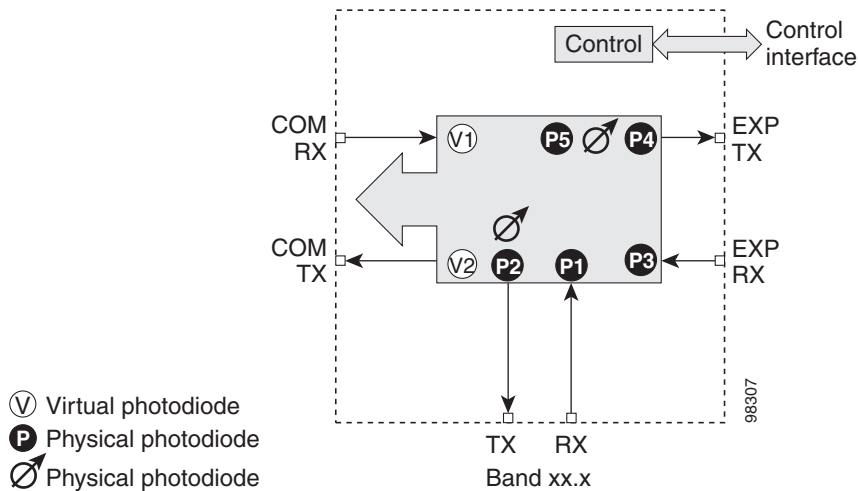 Control
Control
interface
COM
RX
V1
P5
P4
EXP
TX
COM
TX
V2
P2
P1
P3
EXP
RX
98307
V Virtual photodiode
P Physical photodiode
Physical photodiode
TX RX
Band xx.x